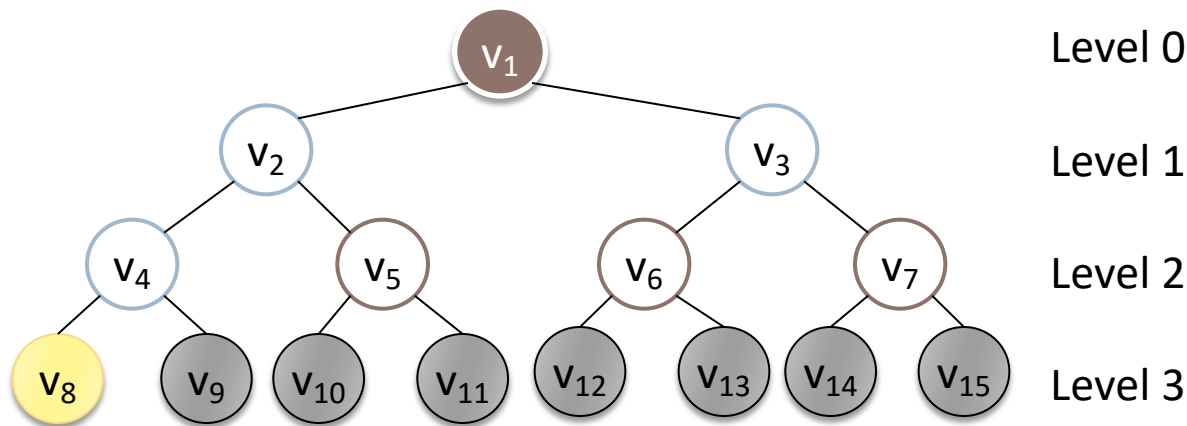 v₁ Level 0
v₂ v₃ Level 1
v₄ v₅ v₆ v₇ Level 2
v₈ v₉ v₁₀ v₁₁ v₁₂ v₁₃ v₁₄ v₁₅ Level 3